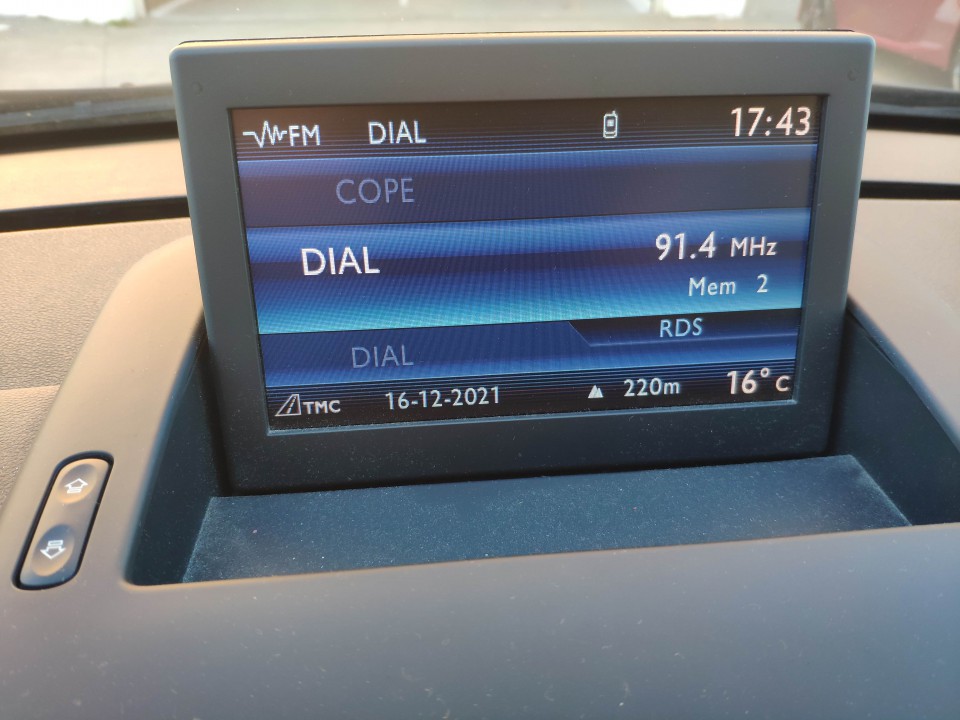 FM DIAL 17:43
COPE
DIAL 91.4 MHz
Mem 2
RDS
DIAL
TMC 16-12-2021 220m 16° C